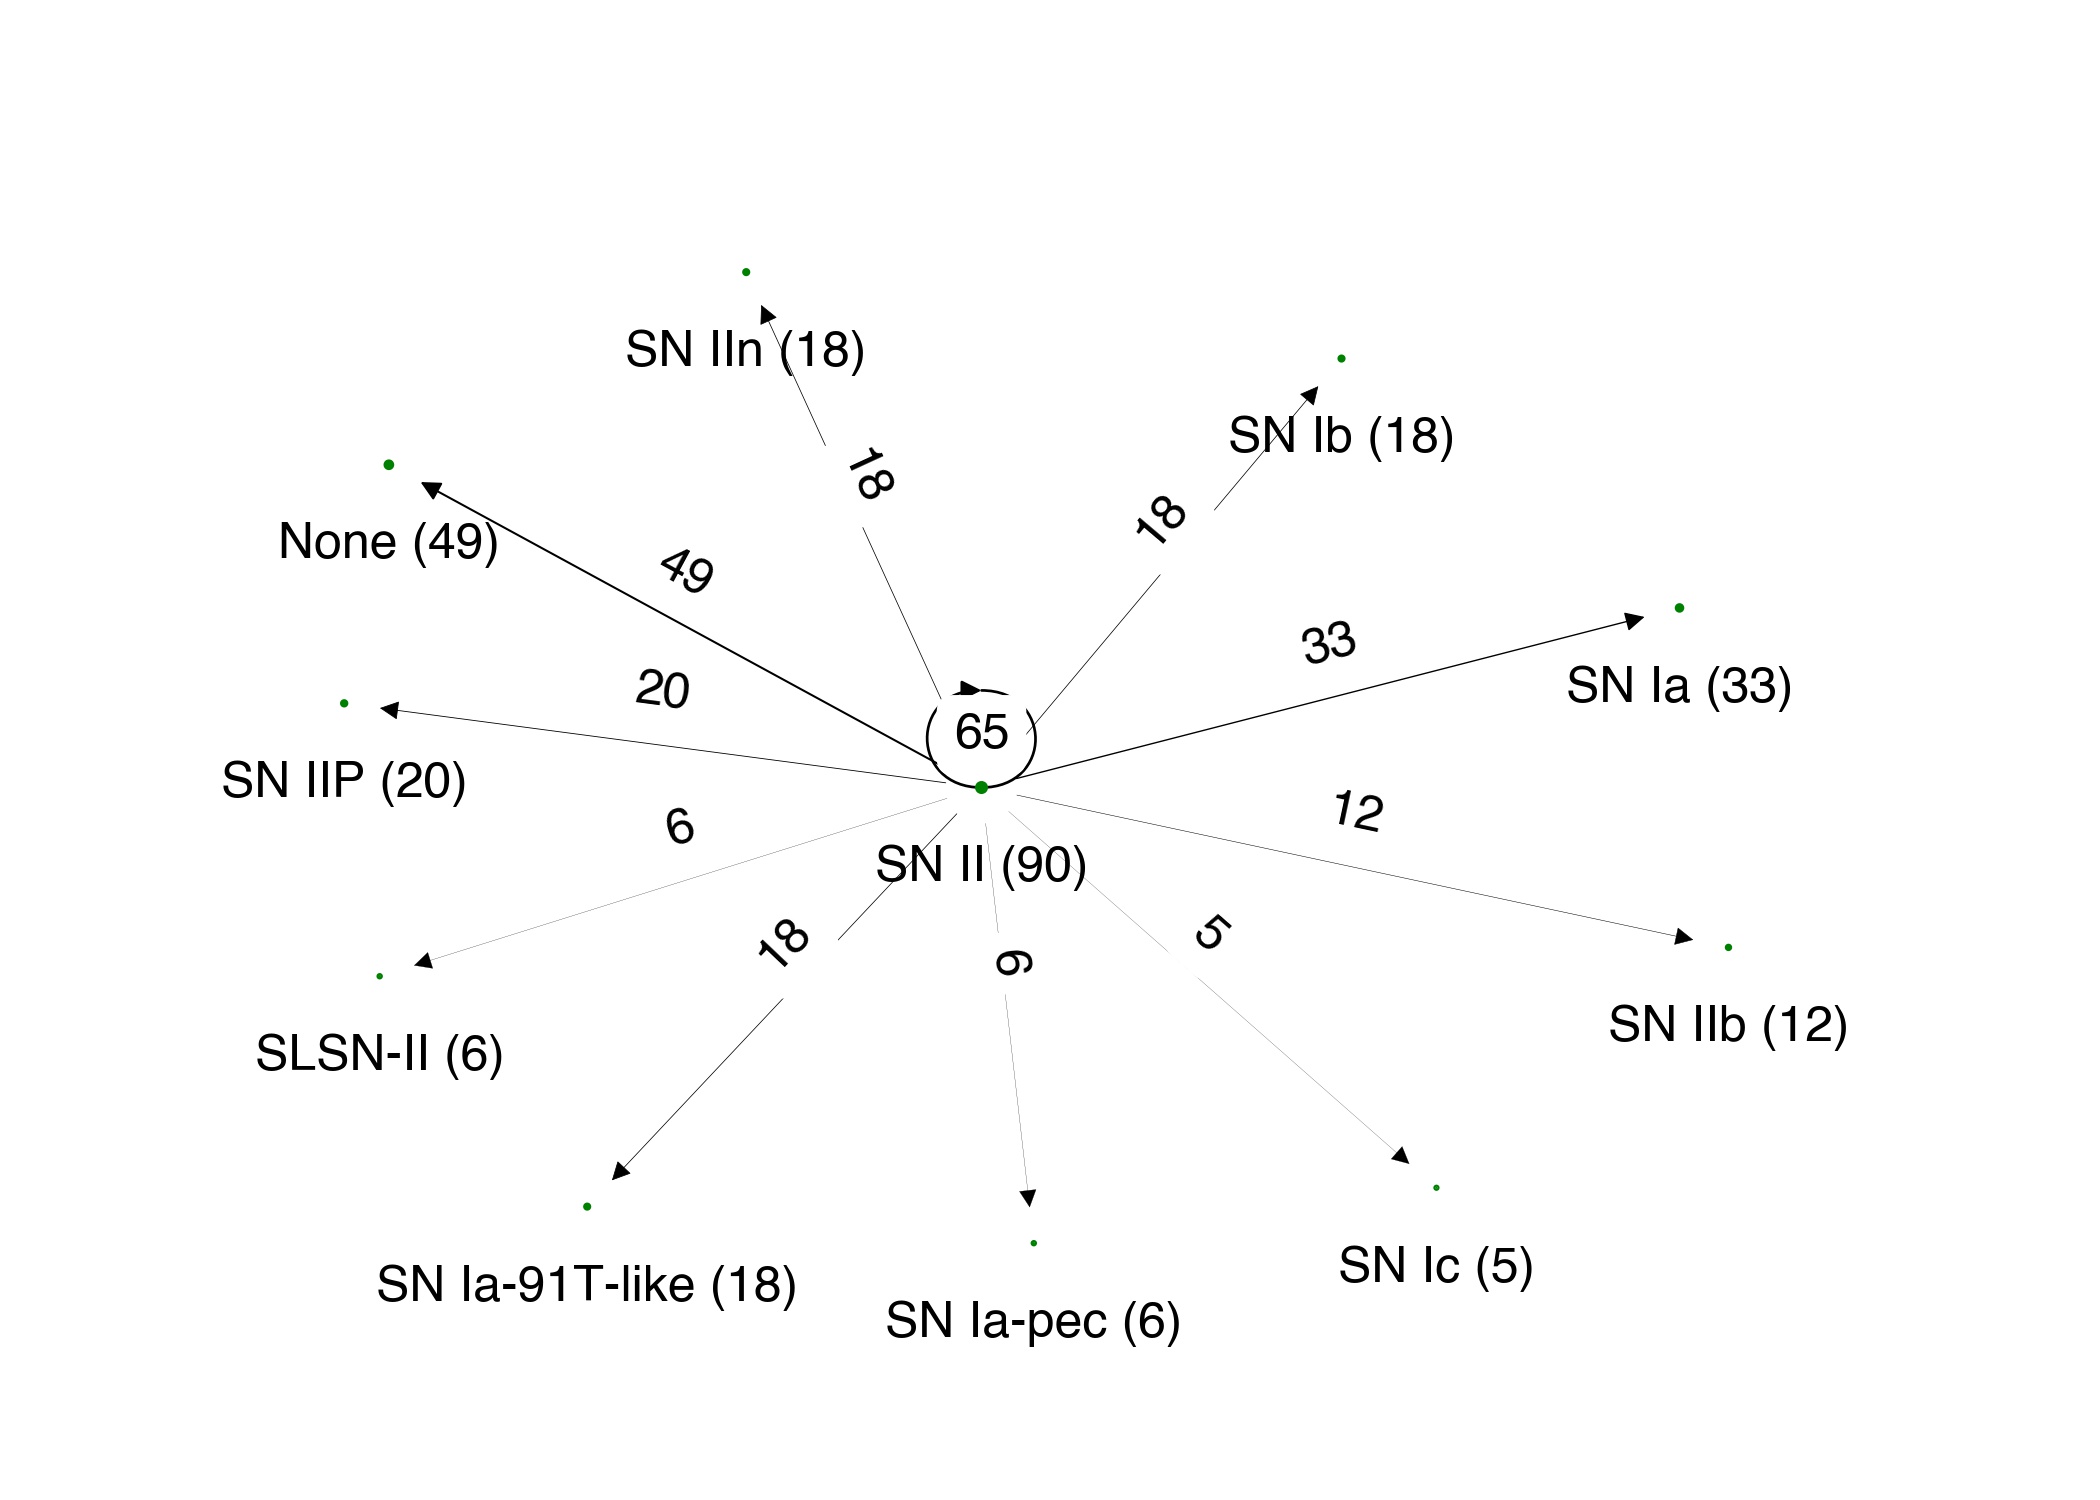 SN IIn (18)
SN Ib (18)
18
18
None (49)
49
33
SN Ia (33)
20
65
SN IIP (20)
6
12
SN II (90)
18
6
5
SN IIb (12)
SLSN-II (6)
SN Ia-91T-like (18)
SN Ia-pec (6)
SN Ic (5)